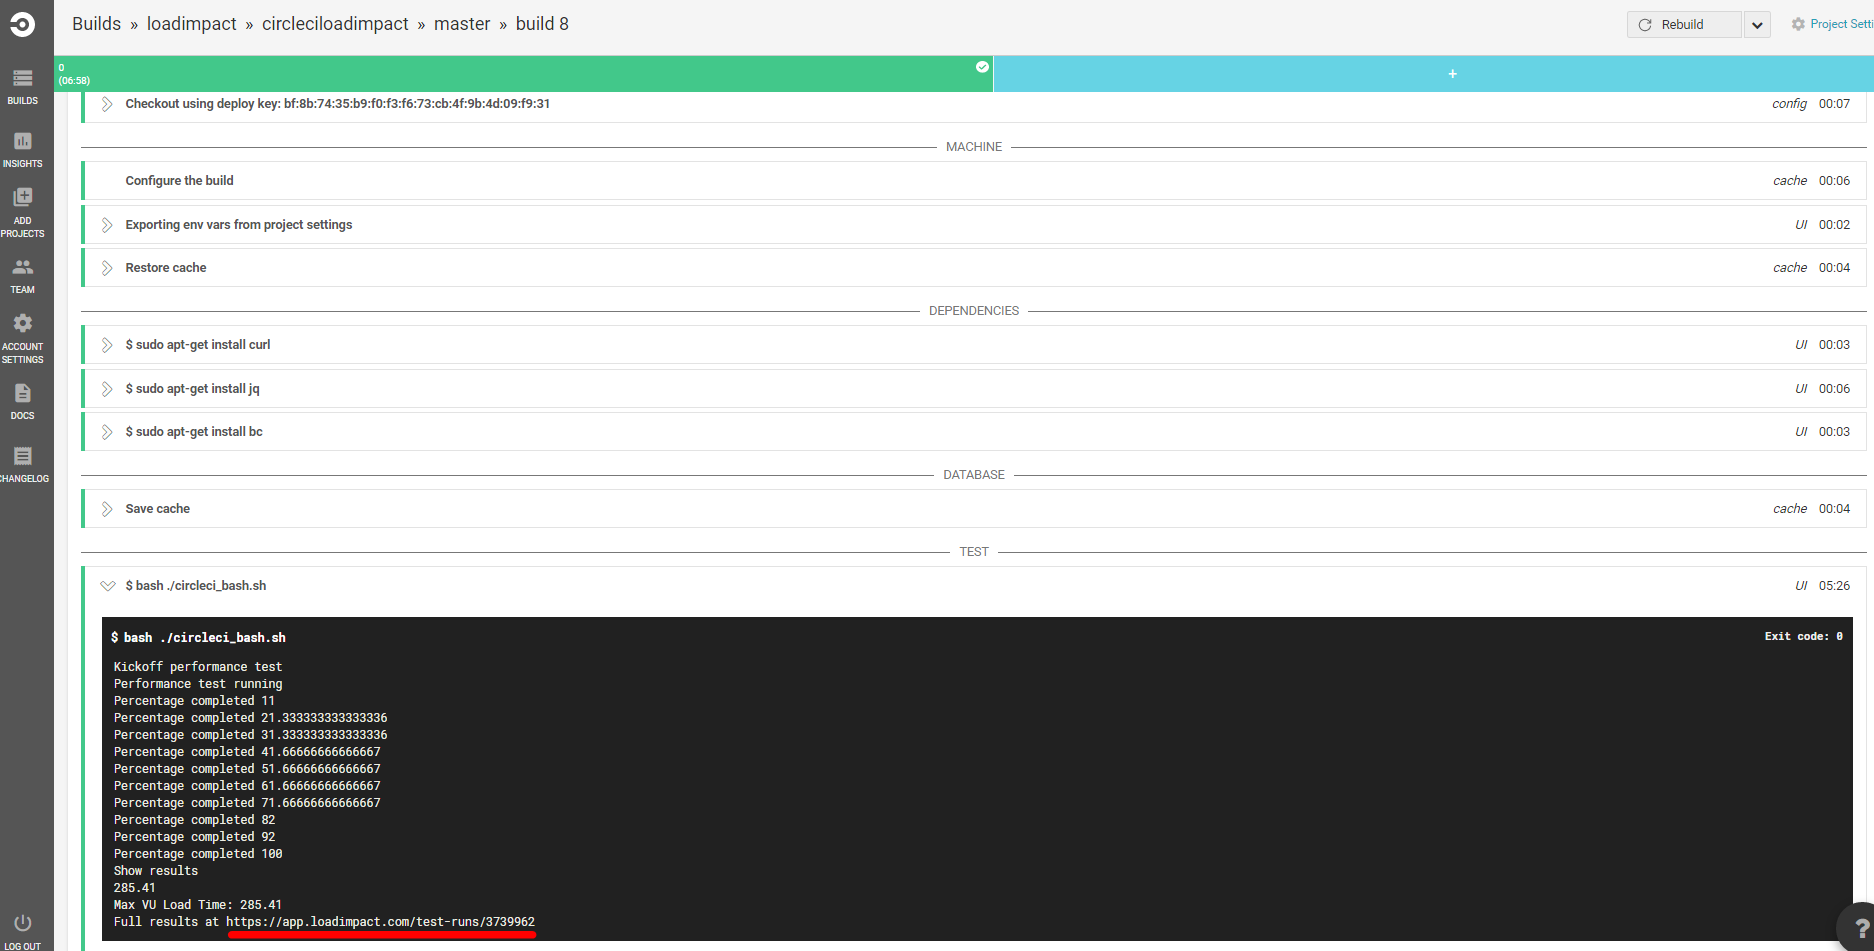 Builds » loadimpact » circleciloadimpact » master » build 8
Rebuild
Project Setti
0
(06:58)
+
BUILDS
INSIGHTS
ADD
PROJECTS
TEAM
ACCOUNT
SETTINGS
DOCS
CHANGELOG
LOG OUT
Checkout using deploy key: bf:8b:74:35:b9:f0:f3:f6:73:cb:4f:9b:4d:09:f9:31 config 00:07
MACHINE
Configure the build cache 00:06
Exporting env vars from project settings UI 00:02
Restore cache cache 00:04
DEPENDENCIES
$ sudo apt-get install curl UI 00:03
$ sudo apt-get install jq UI 00:06
$ sudo apt-get install bc UI 00:03
DATABASE
Save cache cache 00:04
TEST
$ bash ./circleci_bash.sh UI 05:26
$ bash ./circleci_bash.sh Exit code: 0
Kickoff performance test
Performance test running
Percentage completed 11
Percentage completed 21.333333333333336
Percentage completed 31.333333333333336
Percentage completed 41.66666666666667
Percentage completed 51.66666666666667
Percentage completed 61.66666666666667
Percentage completed 71.66666666666667
Percentage completed 82
Percentage completed 92
Percentage completed 100
Show results
285.41
Max VU Load Time: 285.41
Full results at https://app.loadimpact.com/test-runs/3739962
?